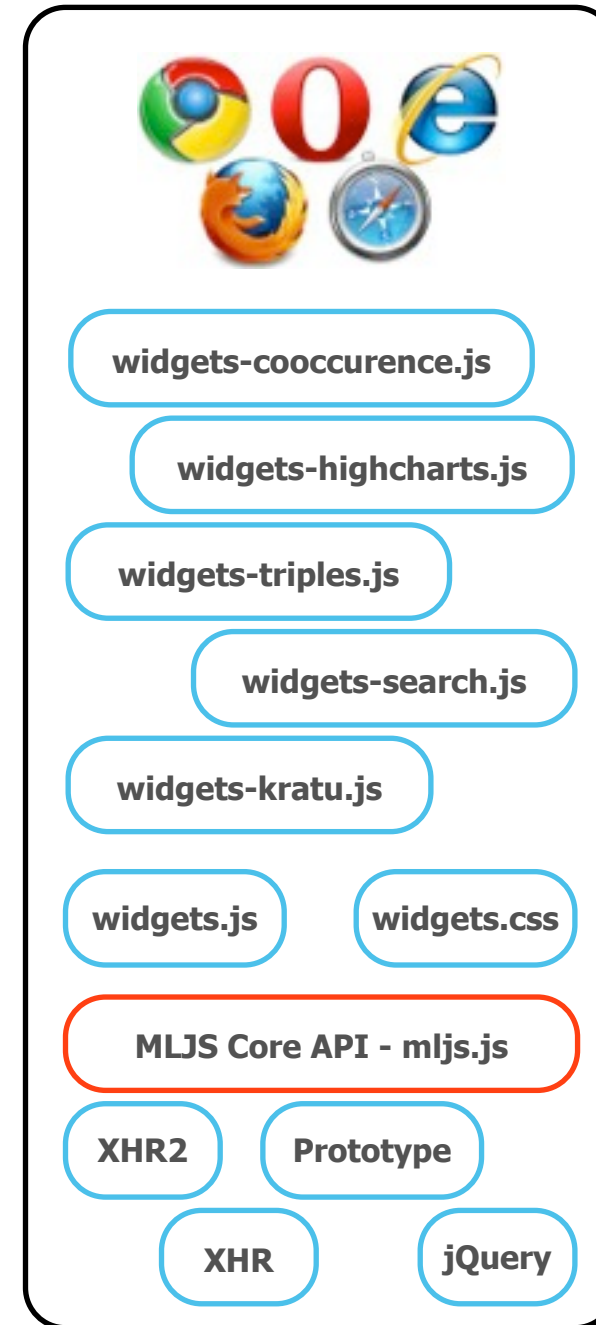 widgets-cooccurence.js
widgets-highcharts.js
widgets-triples.js
widgets-search.js
widgets-kratu.js
widgets.js
widgets.css
MLJS Core API - mljs.js
XHR2
Prototype
XHR
jQuery